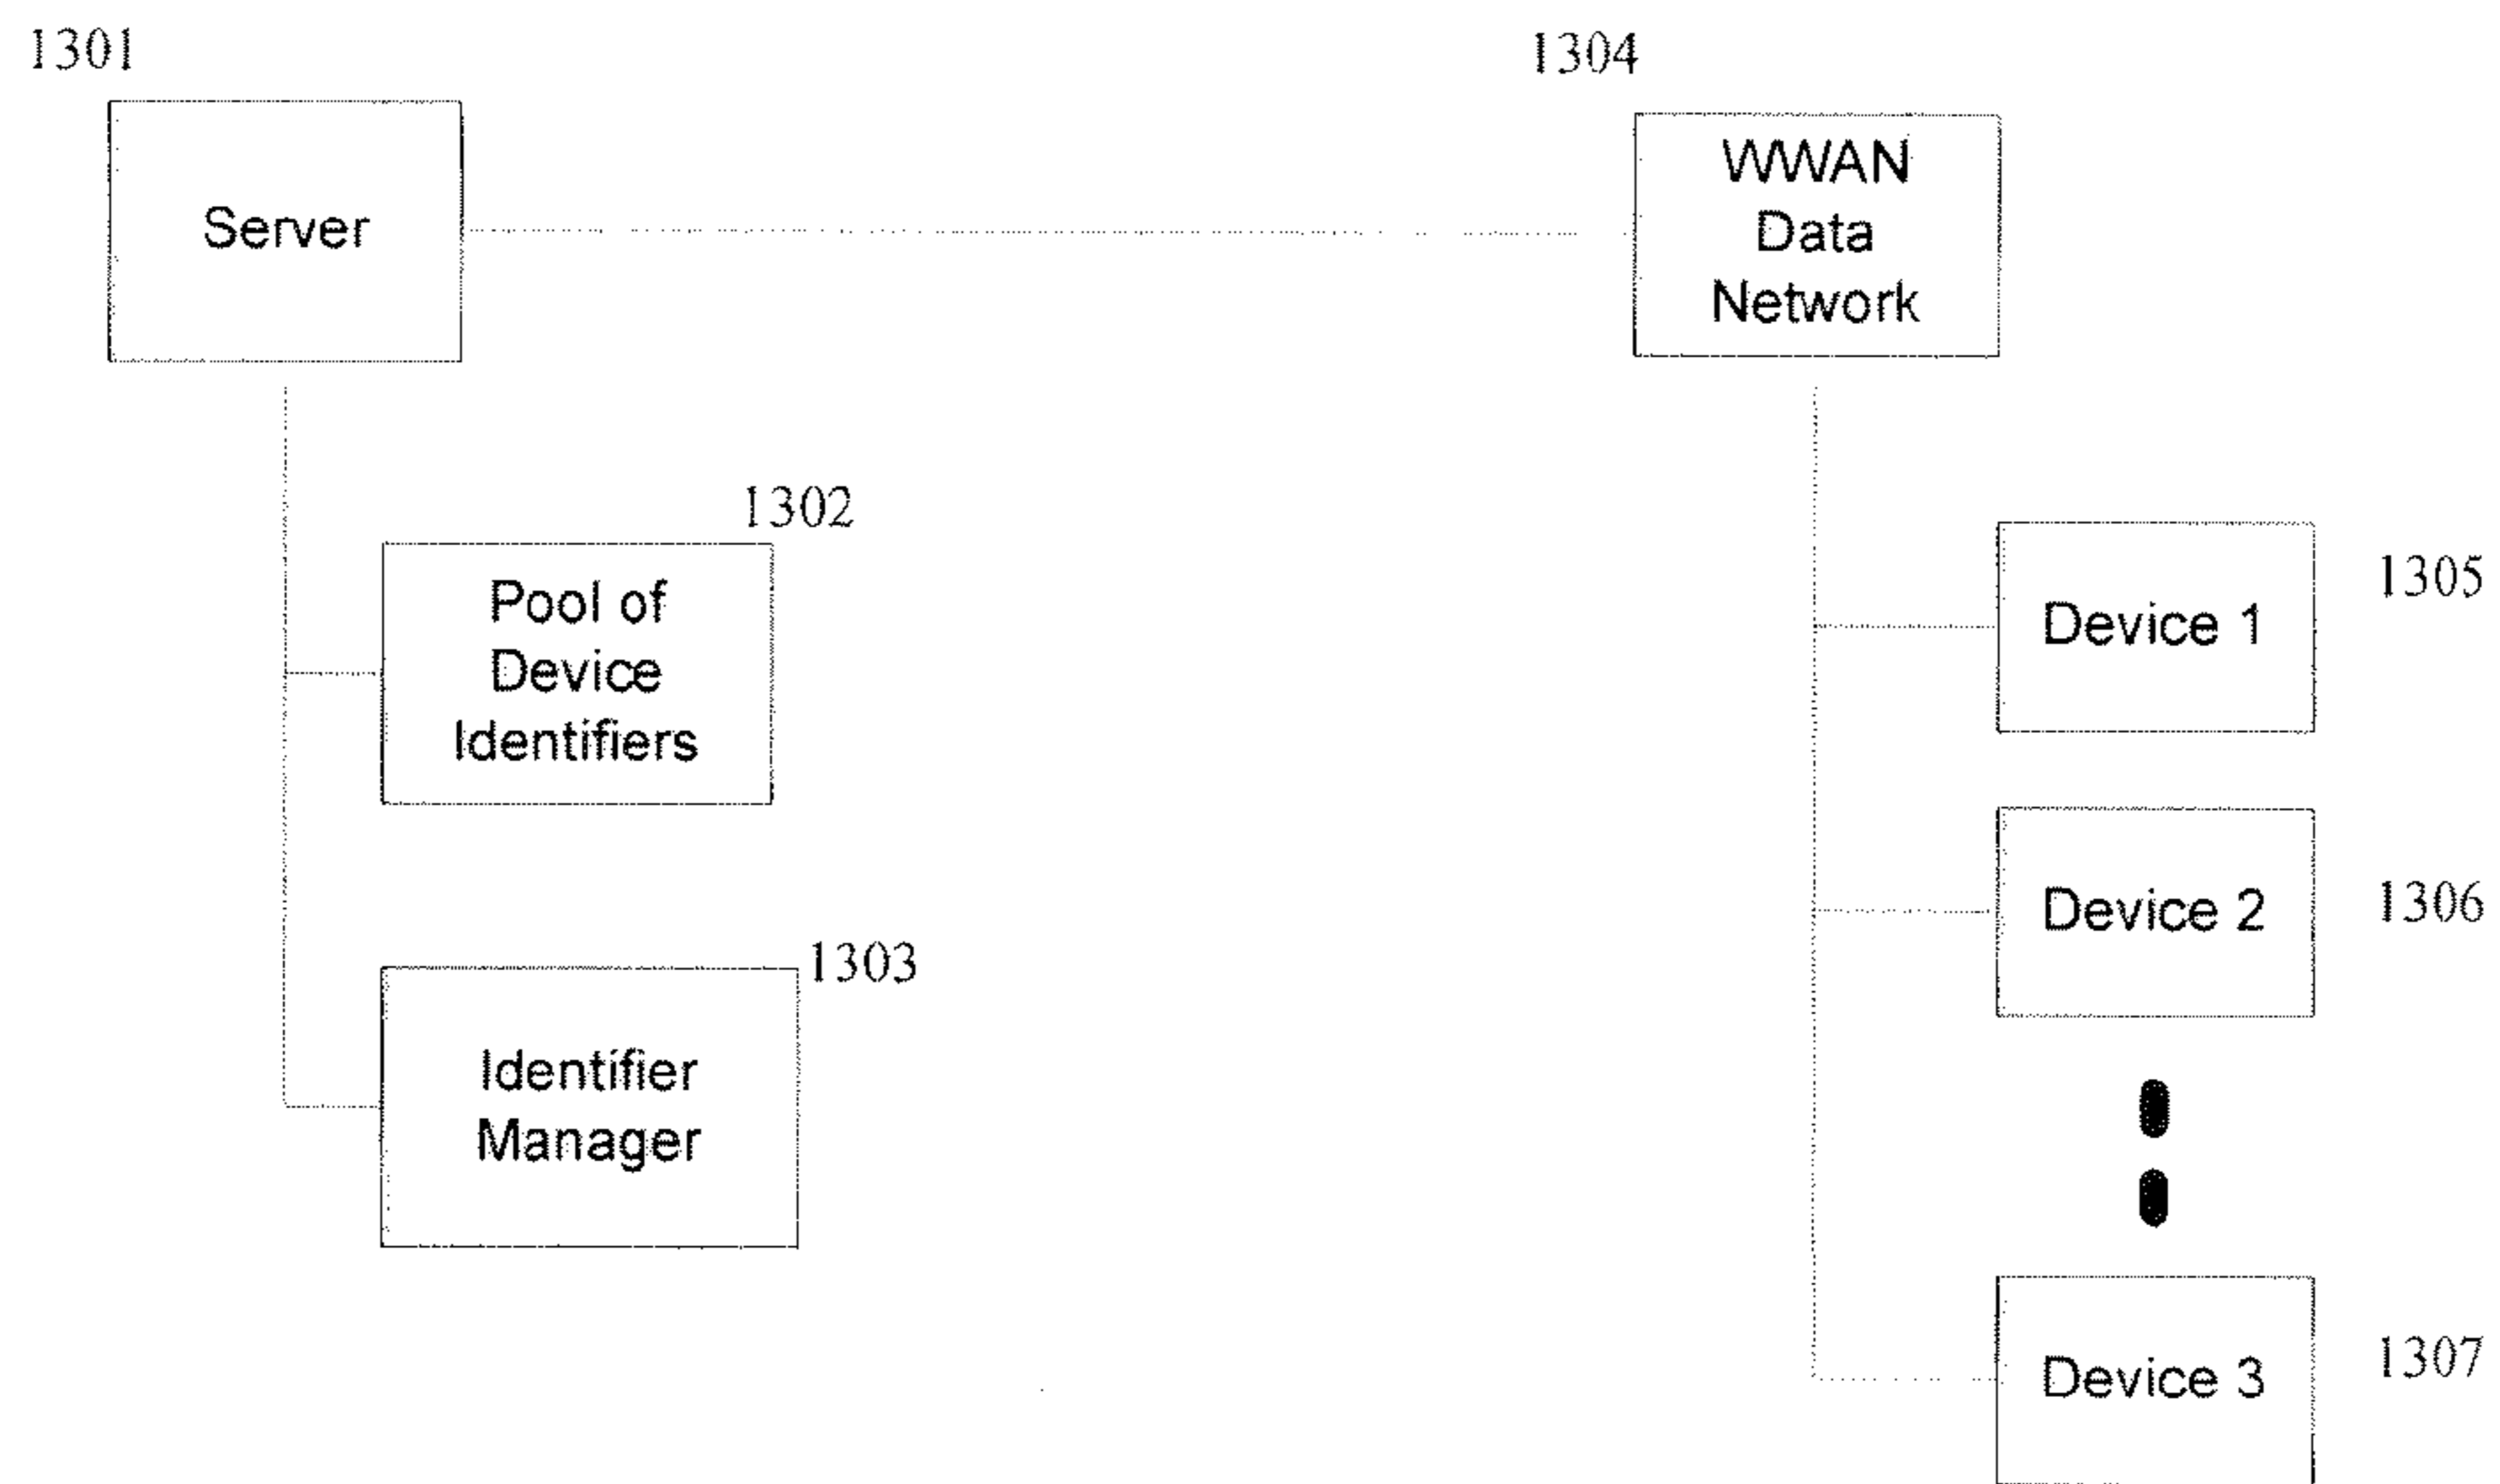 1301
Server
1304
WWAN
Data
Network
1302
Pool of
Device
Identifiers
1303
Identifier
Manager
Device 1
1305
Device 2
1306
Device 3
1307